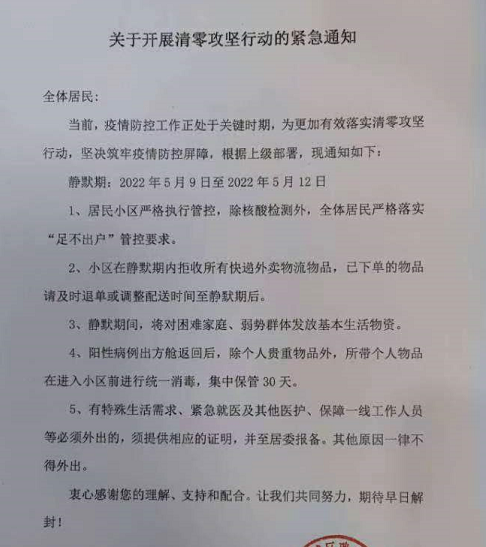 关于开展清零攻坚行动的紧急通知
全体居民:
当前，疫情防控工作正处于关键时期，为更加有效落实清零攻坚
行动，坚决筑牢疫情防控屏障，根据上级部署，现通知如下：
静默期：2022 年 5 月 9 日至 2022 年 5 月 12 日
1、居民小区严格执行管控，除核酸检测外，全体居民严格落实
“足不出户”管控要求。
2、小区在静默期内拒收所有快递外卖物流物品，已下单的物品
请及时退单或调整配送时间至静默期后。
3、静默期间，将对困难家庭、弱势群体发放基本生活物资。
4、阳性病例出方舱返回后，除个人贵重物品外，所带个人物品
在进入小区前进行统一消毒，集中保管 30 天。
5、有特殊生活需求、紧急就医及其他医护、保障一线工作人员
等必须外出的，须提供相应的证明，并至居委报备。其他原因一律不
得外出。
衷心感谢您的理解、支持和配合。让我们共同努力，期待早日解
封！